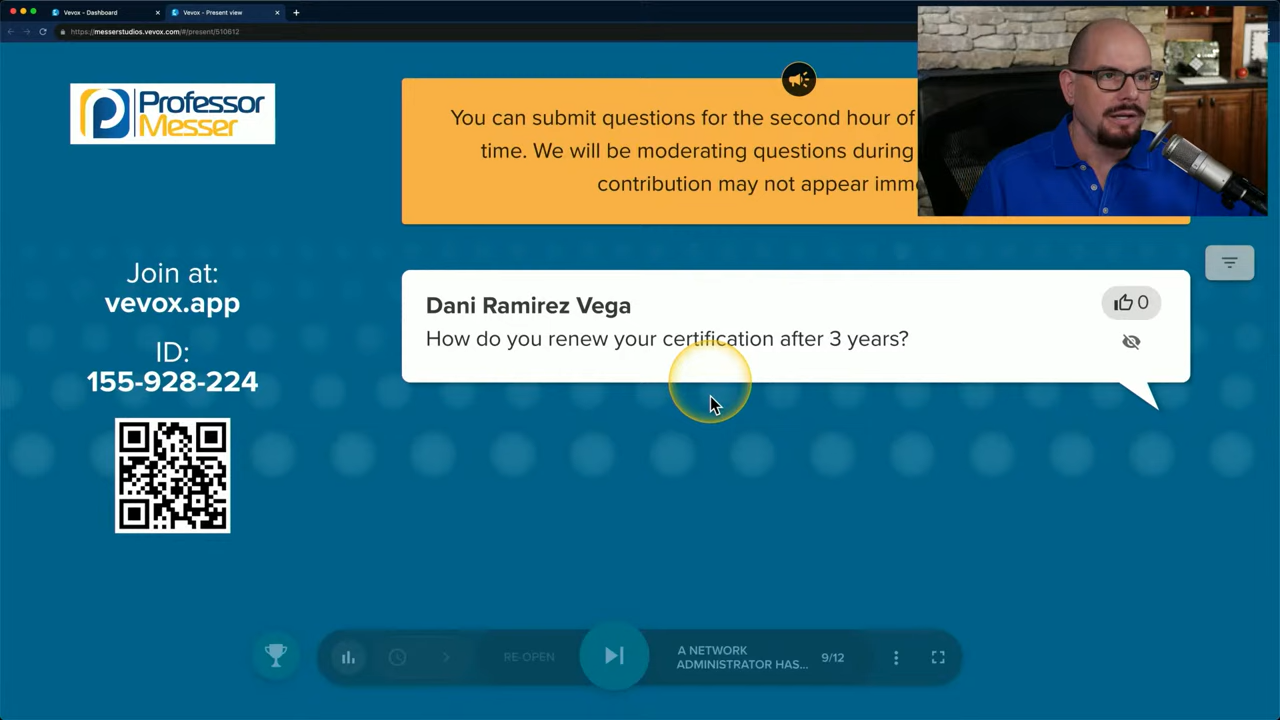 Vevox - Dashboard
Vevox - Present view
https://messerstudios.vevox.com/#/present/510612
Professor
Messer
You can submit questions for the second hour of
time. We will be moderating questions during
contribution may not appear
Join at:
vevox.app
ID:
155-928-224
Dani Ramirez Vega
0
How do you renew your certification after 3 years?
RE-OPEN
A NETWORK
ADMINISTRATOR HAS...
9/12